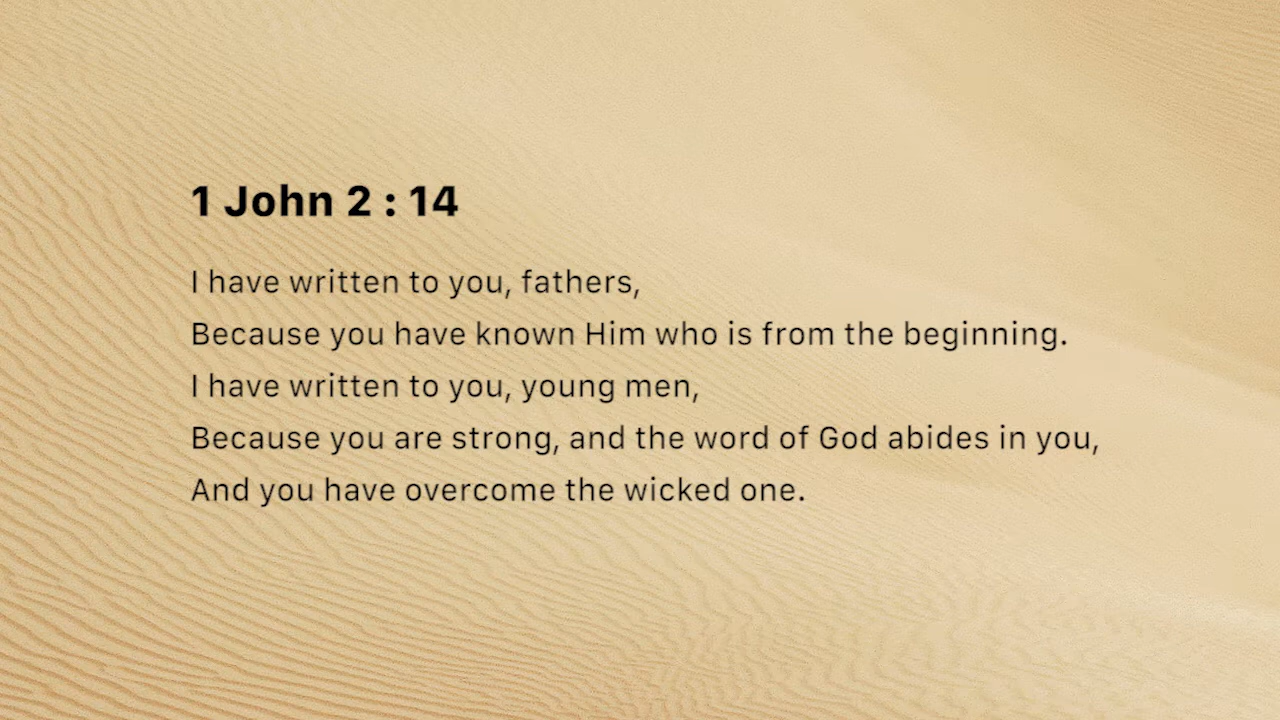 1 John 2 : 14
I have written to you, fathers,
Because you have known Him who is from the beginning.
I have written to you, young men,
Because you are strong, and the word of God abides in you,
And you have overcome the wicked one.